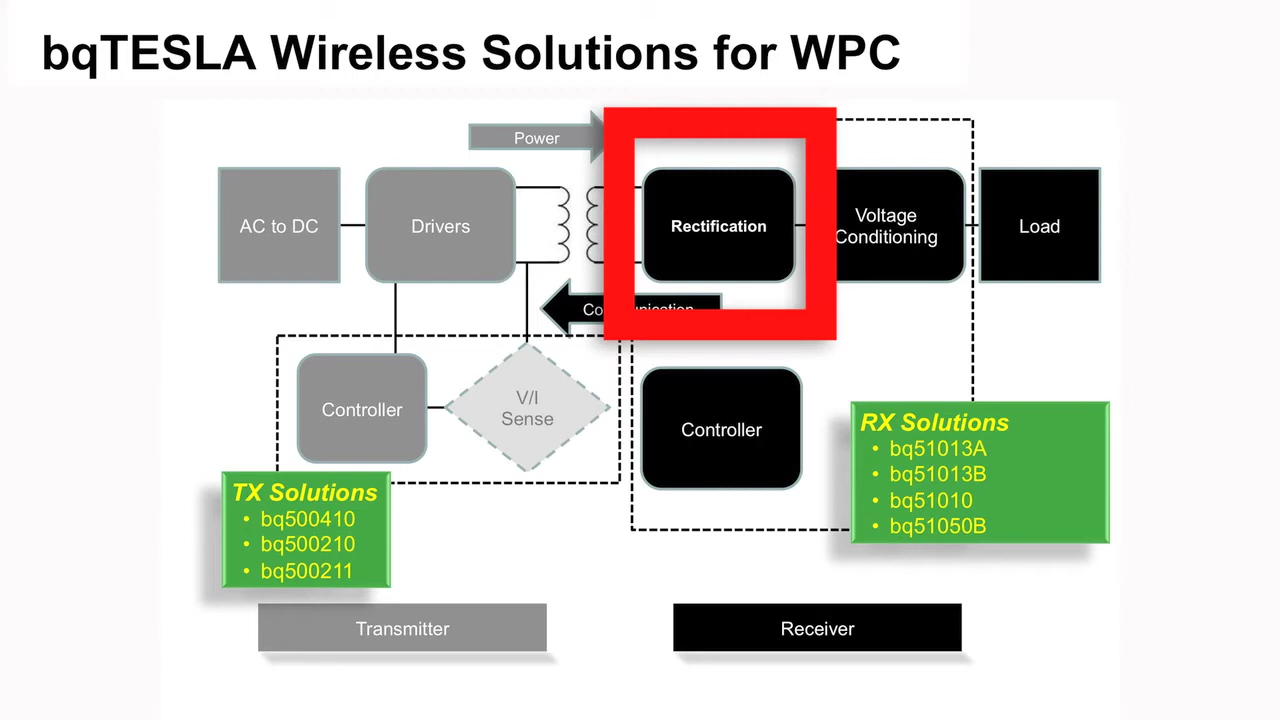 bqTESLA Wireless Solutions for WPC
Power
AC to DC
Drivers
Rectification
Voltage
Conditioning
Load
Controller
V/I
Sense
Controller
TX Solutions
• bq500410
• bq500210
• bq500211
RX Solutions
• bq51013A
• bq51013B
• bq51010
• bq51050B
Transmitter
Receiver